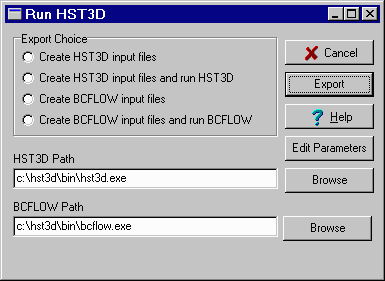 Run HST3D
Export Choice
Create HST3D input files
Create HST3D input files and run HST3D
Create BCFLOW input files
Create BCFLOW input files and run BCFLOW
Cancel
Export
Help
Edit Parameters
HST3D Path
c:\hst3d\bin\hst3d.exe
Browse
BCFLOW Path
c:\hst3d\bin\bcflow.exe
Browse